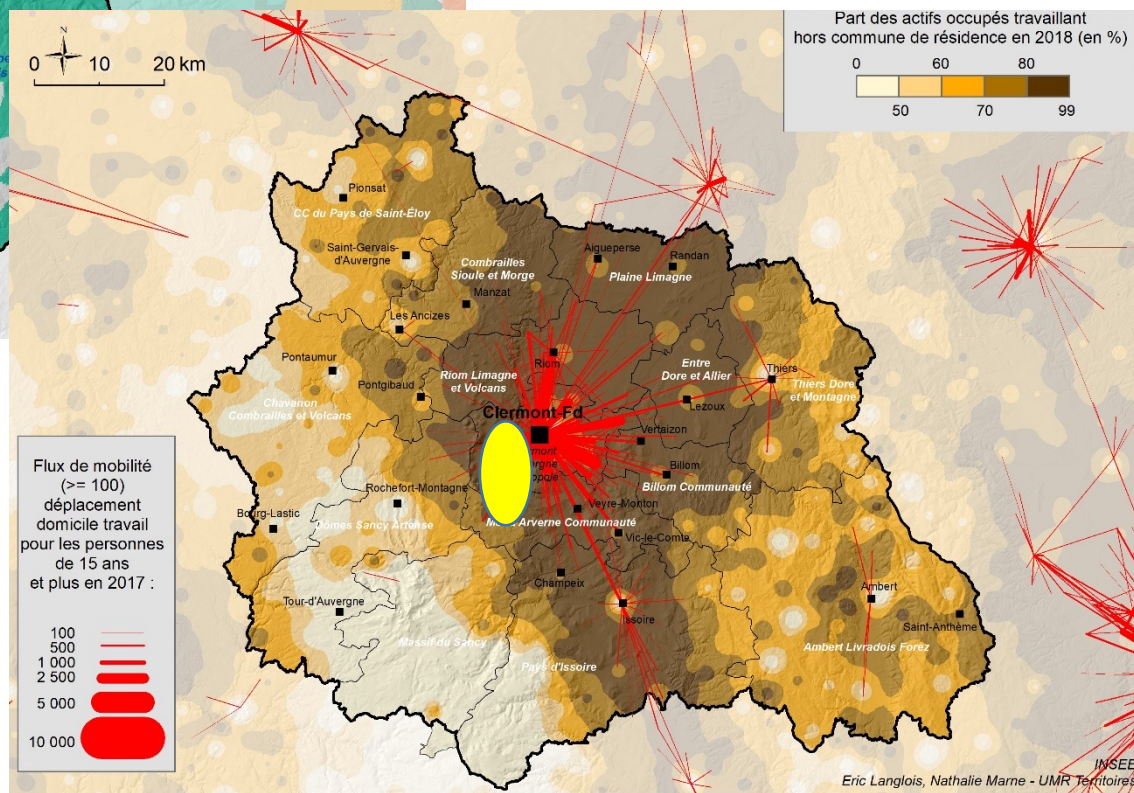 Part des actifs occupés travaillant
hors commune de résidence en 2018 (en %)
0 60 80
50 70 99
0 10 20 km
Pionsat
CC du Pays de Saint-Éloy
Saint-Gervais-
d'Auvergne
Combrailles
Sioule et Morge
Manzat
Aigueperse
Randan
Plaine Limagne
Les Ancizes
Pontaumur
Riom
Riom Limagne
et Volcans
Entre
Dore et Allier
Thiers
Thiers Dore
et Montagne
Pontgibaud
Chavenon
Combrailles et Volcans
Lezoux
Clermont-Fd
Vertaizon
Billom
Billom Communauté
Rochefort-Montagne
Bourg-Lastic
Dômes Sancy Artense
Veyre-Monton
Arverne Communauté
Vic-le-Comte
Champeix
Tour-d'Auvergne
Issoire
Ambert
Saint-Anthème
Massif du Sancy
Pays d'Issoire
Ambert Livradois Forez
Flux de mobilité
(>= 100)
déplacement
domicile travail
pour les personnes
de 15 ans
et plus en 2017 :
100
500
1 000
2 500
5 000
10 000
INSEE
Eric Langlois, Nathalie Marne - UMR Territoires